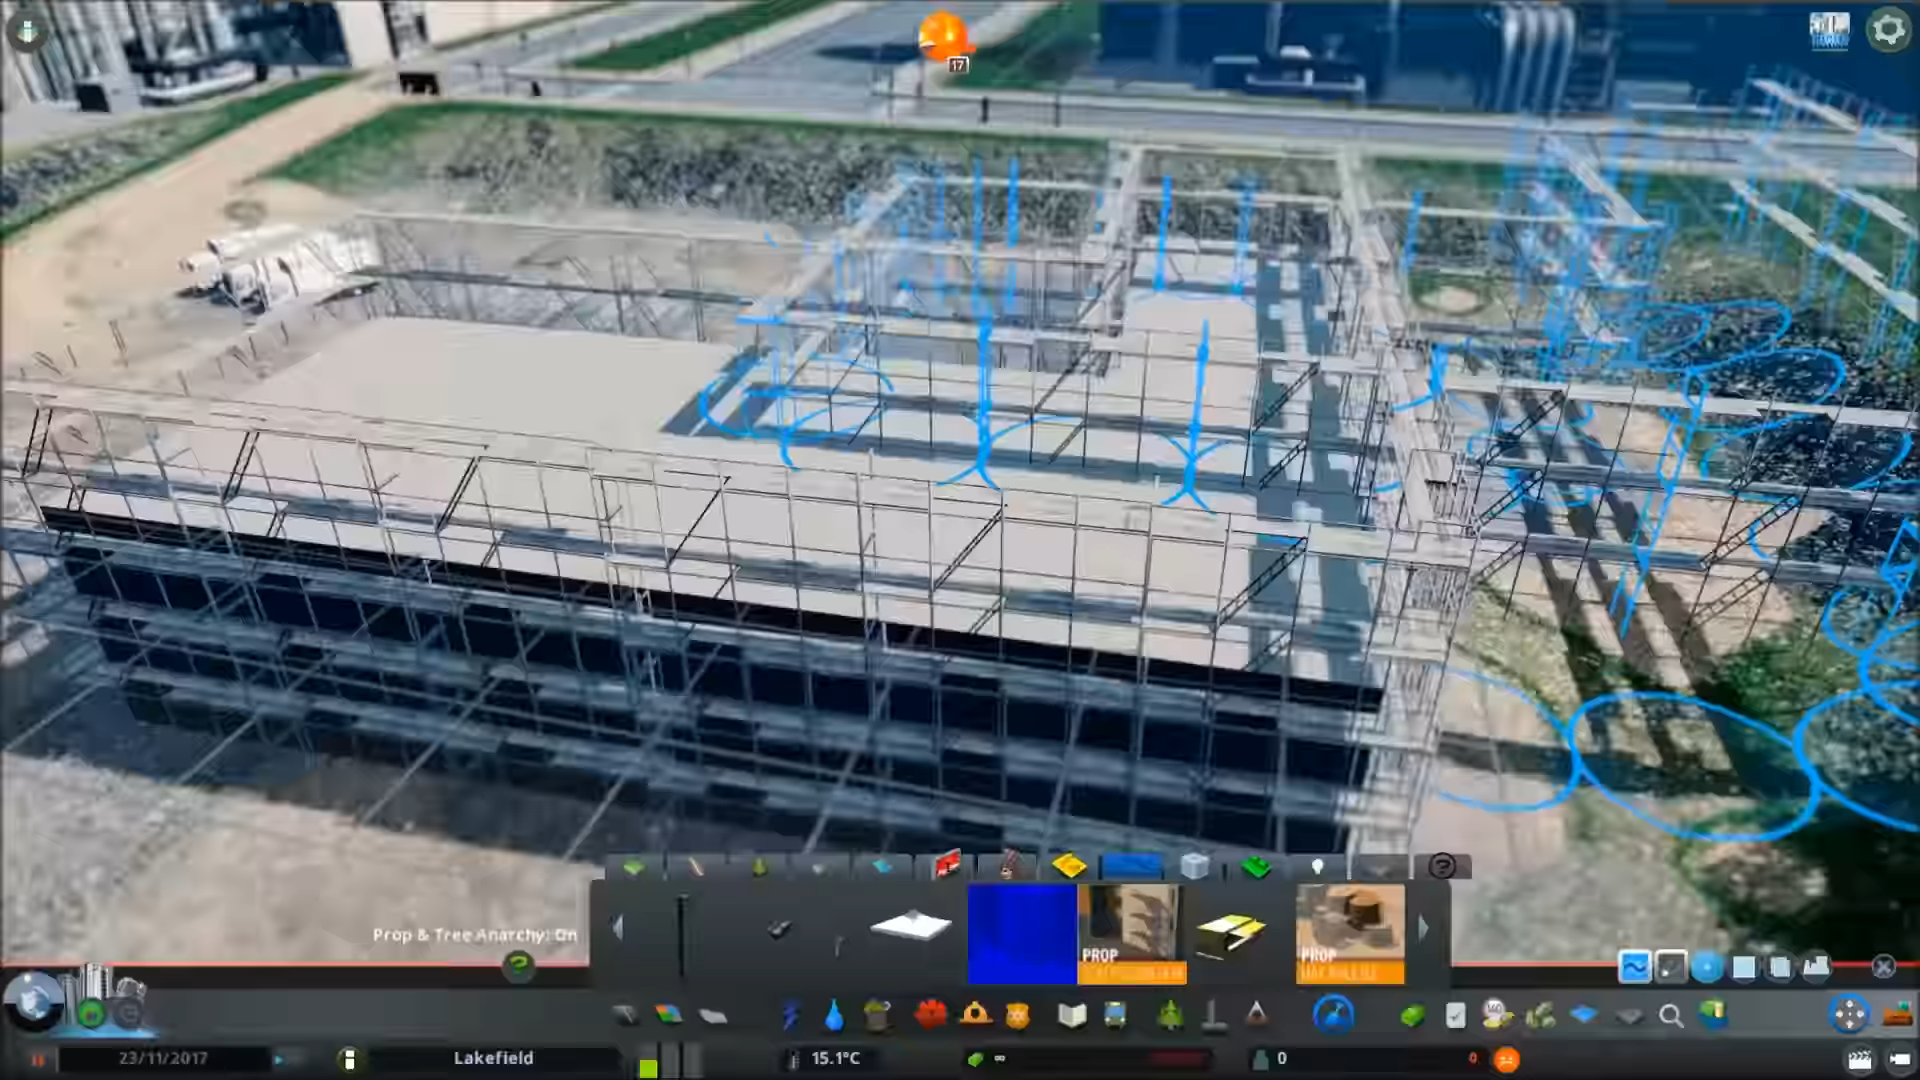 17
PROP
PROP
Prop & Tree Anarchy: On
23/11/2017
Lakefield
15.1°C
∞
0
0